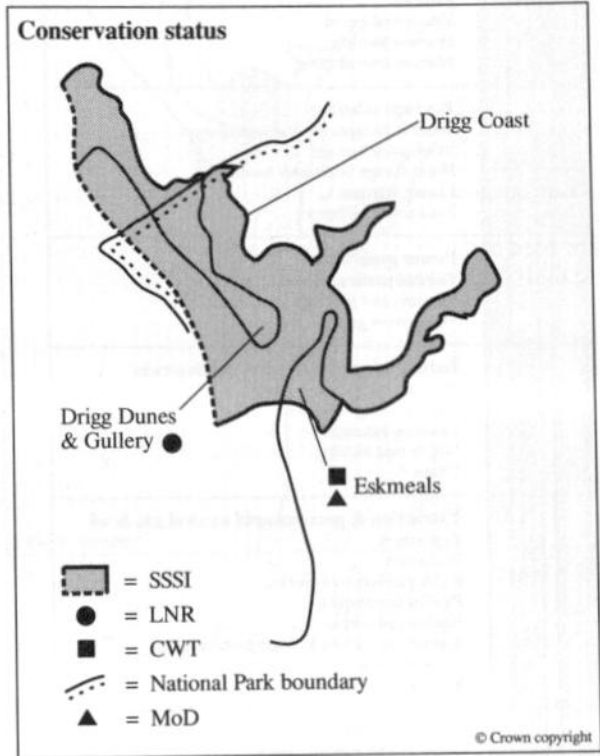 Conservation status
Drigg Coast
Drigg Dunes
& Gullery
Eskmeals
= SSSI
= LNR
= CWT
= National Park boundary
= MoD
© Crown copyright